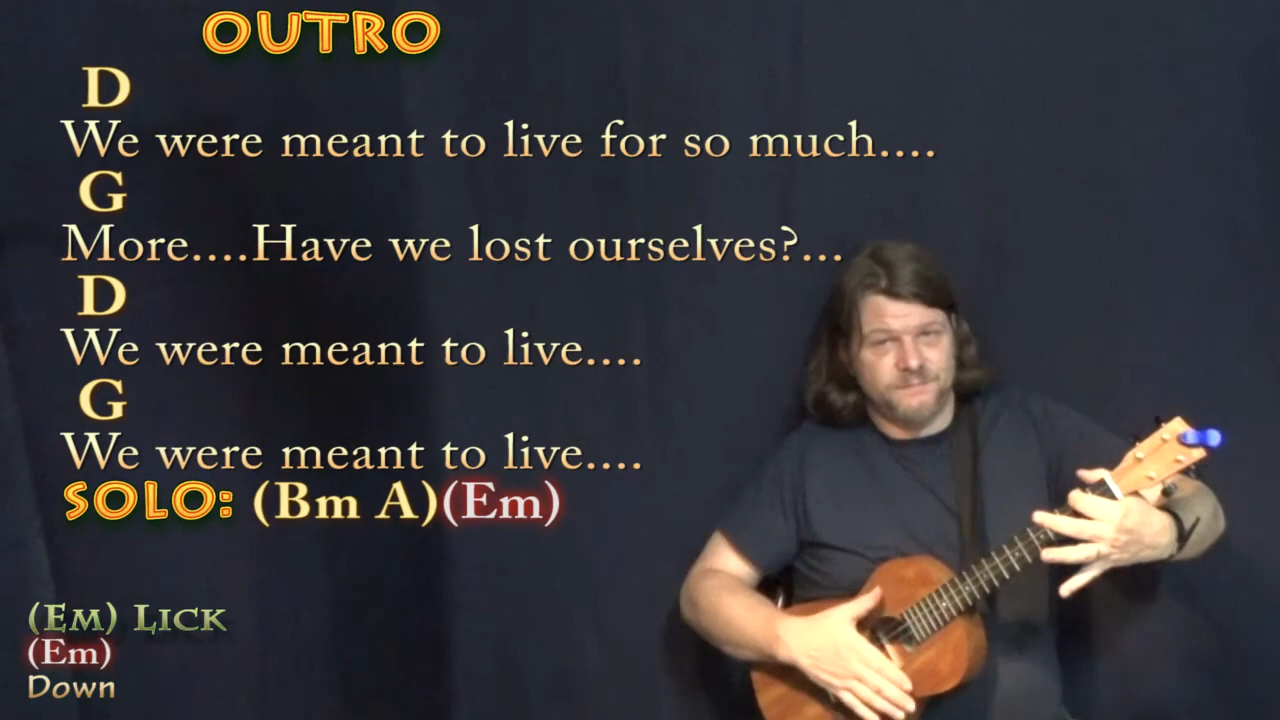 OUTRO
D
We were meant to live for so much....
G
More....Have we lost ourselves?...
D
We were meant to live....
G
We were meant to live....
SOLO: (Bm A)(Em)
(EM) LICK
(Em)
Down